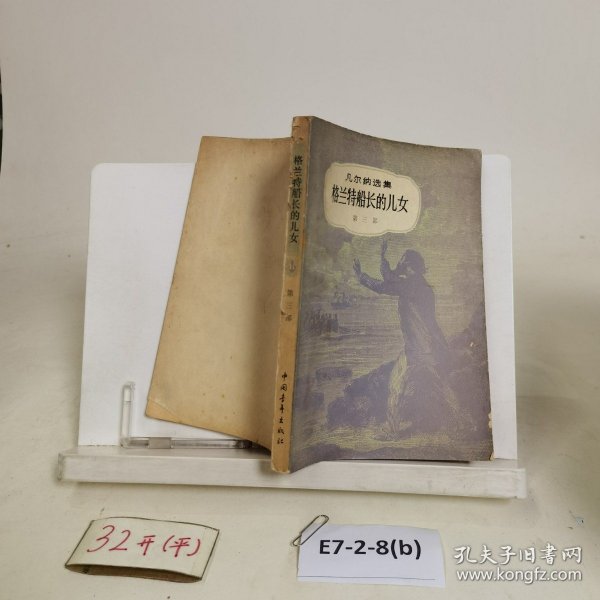 凡尔纳选集
格兰特船长的儿女
第三部
格兰特船长的儿女
第三部
中国青年出版社
32开(平)
E7-2-8(b)
孔夫子旧书网
www.kongfz.com